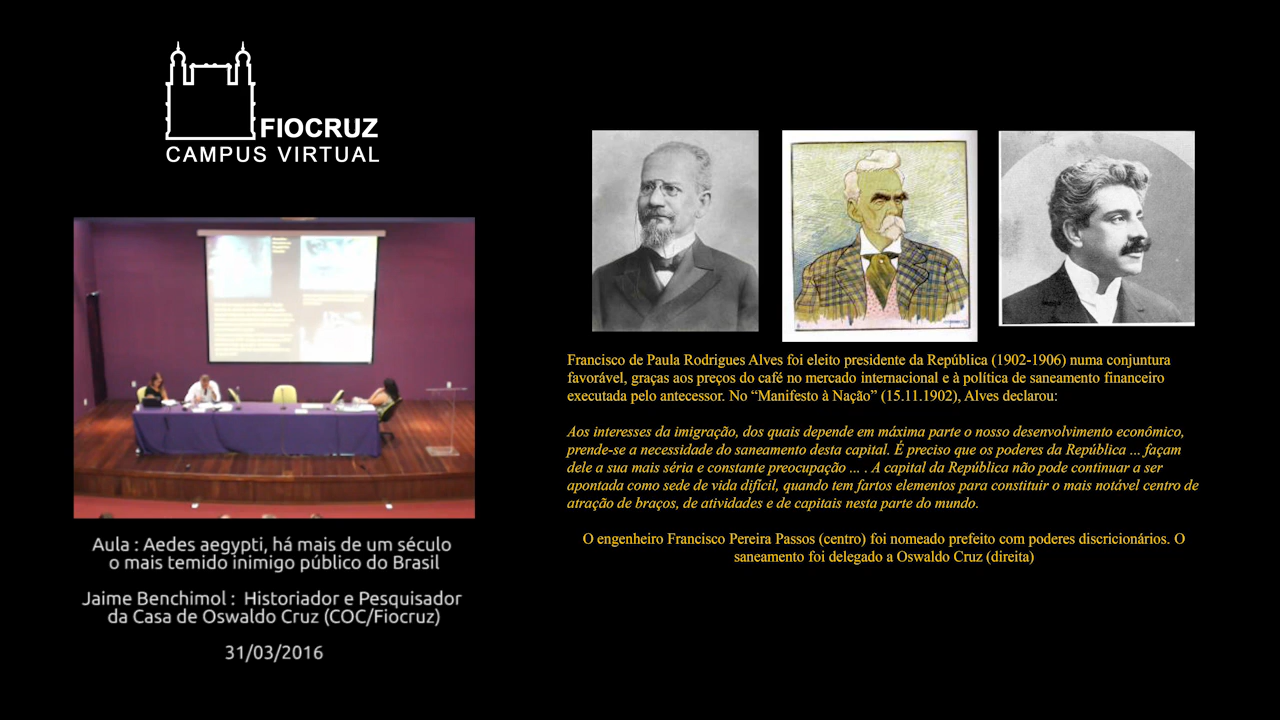 FIOCRUZ
CAMPUS VIRTUAL
Aula : Aedes aegypti, há mais de um século
o mais temido inimigo público do Brasil
Jaime Benchimol : Historiador e Pesquisador
da Casa de Oswaldo Cruz (COC/Fiocruz)
31/03/2016
Francisco de Paula Rodrigues Alves foi eleito presidente da República (1902-1906) numa conjuntura
favorável, graças aos preços do café no mercado internacional e à política de saneamento financeiro
executada pelo antecessor. No “Manifesto à Nação” (15.11.1902), Alves declarou:
Aos interesses da imigração, dos quais depende em máxima parte o nosso desenvolvimento econômico,
prende-se a necessidade do saneamento desta capital. É preciso que os poderes da República ... façam
dele a sua mais séria e constante preocupação ... . A capital da República não pode continuar a ser
apontada como sede de vida difícil, quando tem fartos elementos para constituir o mais notável centro de
atração de braços, de atividades e de capitais nesta parte do mundo.
O engenheiro Francisco Pereira Passos (centro) foi nomeado prefeito com poderes discricionários. O
saneamento foi delegado a Oswaldo Cruz (direita)